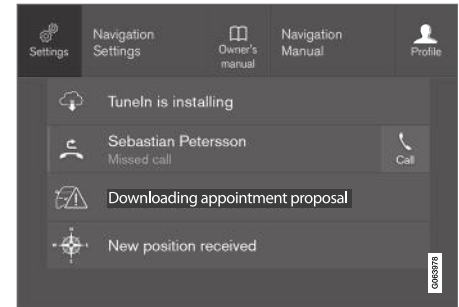 Settings
Navigation
Settings
Owner's
manual
Navigation
Manual
Profile
TuneIn is installing
Sebastian Petersson
Missed call
Call
Downloading appointment proposal
New position received
G063978